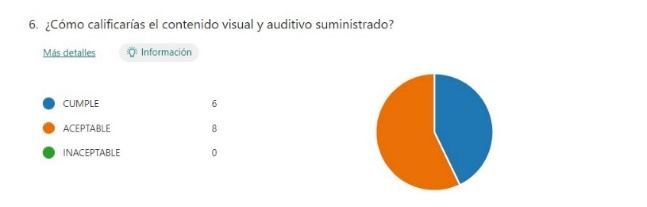 6. ¿Cómo calificarías el contenido visual y auditivo suministrado?
Más detalles Información
CUMPLE 6
ACEPTABLE 8
INACEPTABLE 0